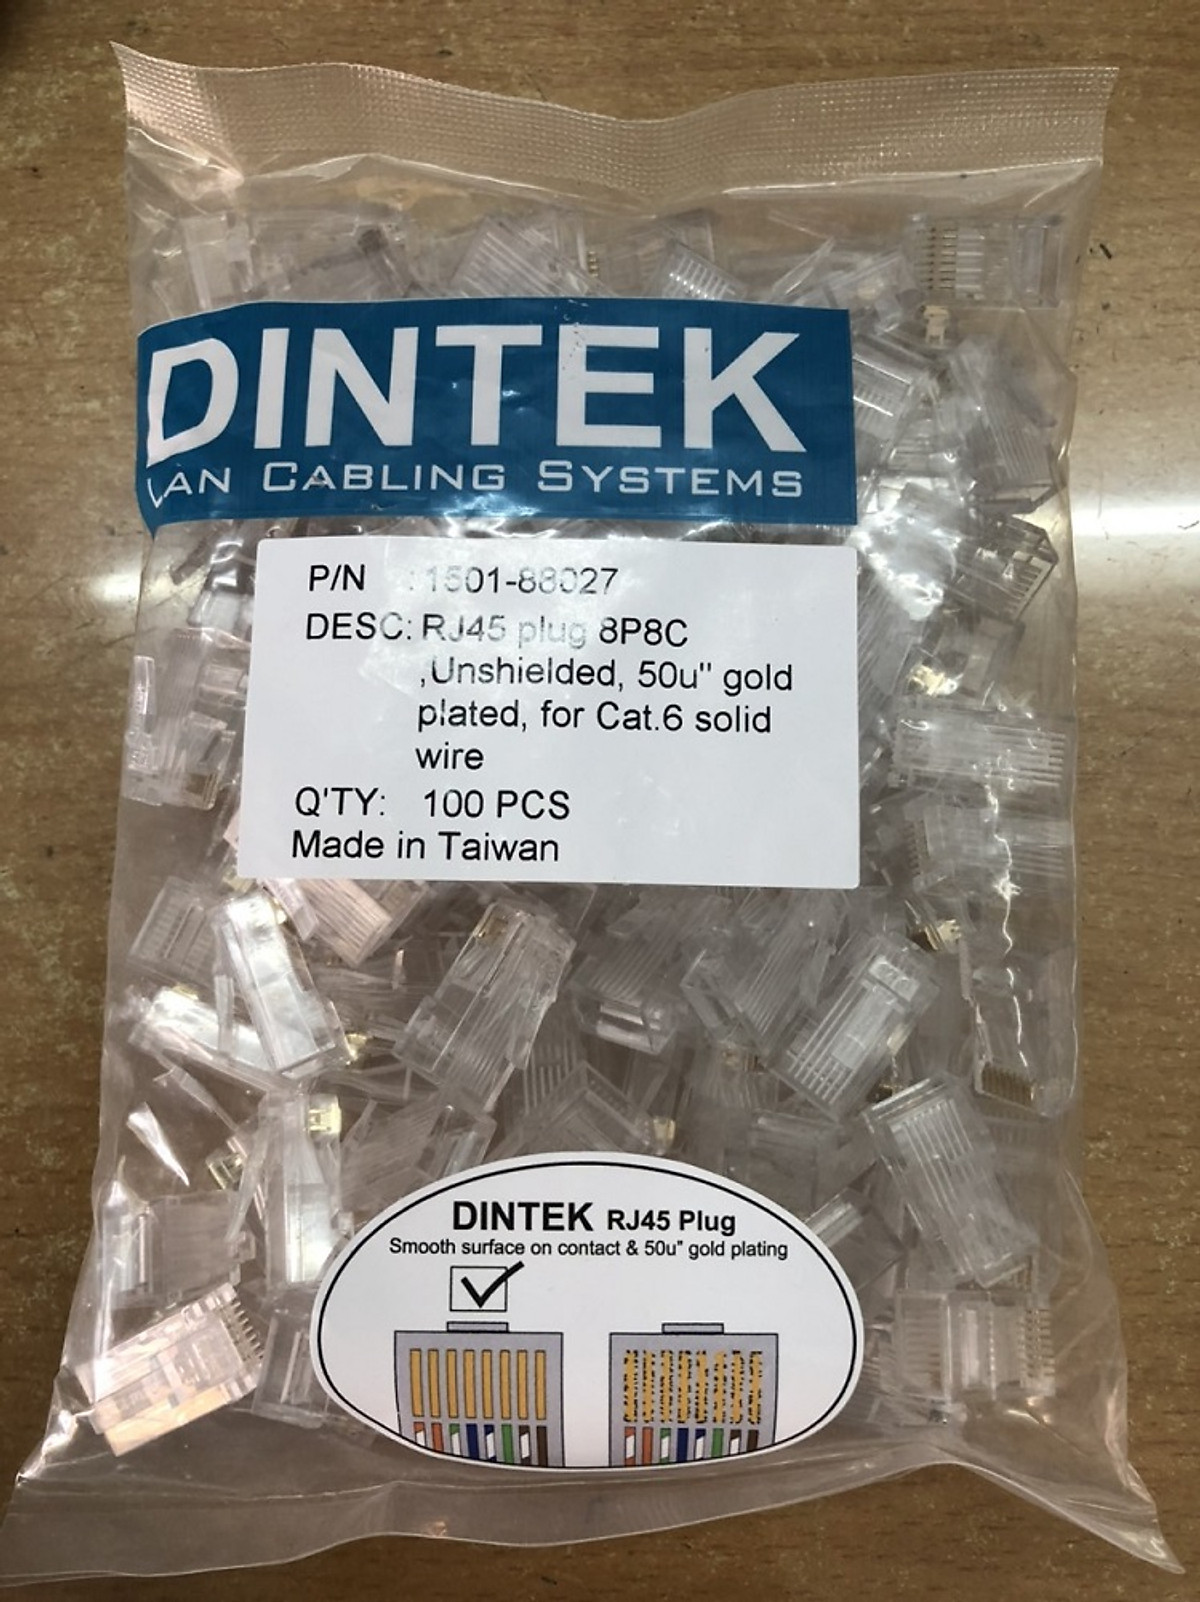 DINTEK
LAN CABLING SYSTEMS
P/N : 1501-88027
DESC: RJ45 plug 8P8C
,Unshielded, 50u" gold
plated, for Cat.6 solid
wire
Q'TY: 100 PCS
Made in Taiwan
DINTEK RJ45 Plug
Smooth surface on contact & 50u" gold plating